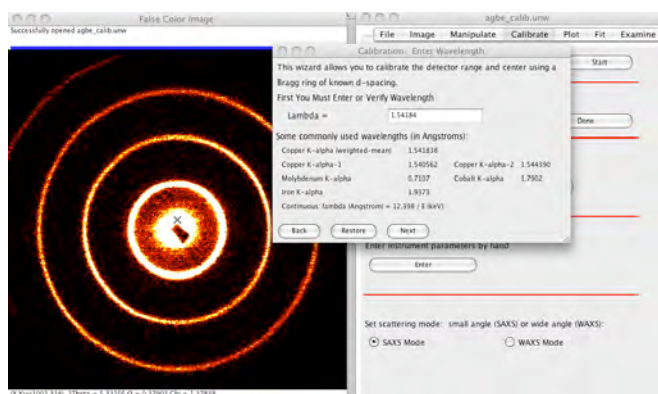 False Color Image
Successfully opened agbe_calib.unw
agbe_calib.unw
File Image Manipulate Calibrate Plot Fit Examine
Start
Done
Calibration: Enter Wavelength
This wizard allows you to calibrate the detector range and center using a
Bragg ring of known d-spacing.
First You Must Enter or Verify Wavelength
Lambda = 1.54184
Some commonly used wavelengths (in Angstroms):
Copper K-alpha (weighted-mean) 1.541838
Copper K-alpha-1 1.540562 Copper K-alpha-2 1.544390
Molybdenum K-alpha 0.7107 Cobalt K-alpha 1.7902
Iron K-alpha 1.9373
Continuous: lambda (Angstrom) = 12.398 / E (keV)
Back Restore Next
Enter instrument parameters by hand
Enter
Set scattering mode: small angle (SAXS) or wide angle (WAXS):
SAXS Mode WAXS Mode